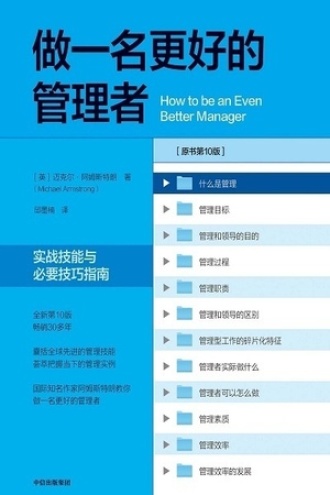 做一名更好的
管理者
How to be an Even
Better Manager
[原书第10版]
[英] 迈克尔·阿姆斯特朗 著
(Michael Armstrong)
邱墨楠 译
实战技能与
必要技巧指南
全新第10版
畅销30多年
囊括全球先进的管理技能
荟萃把握当下的管理实例
国际知名作家阿姆斯特朗教你
做一名更好的管理者
什么是管理
管理目标
管理和领导的目的
管理过程
管理职责
管理和领导的区别
管理型工作的碎片化特征
管理者实际做什么
管理者可以怎么做
管理素质
管理效率
管理效率的发展
中信出版集团